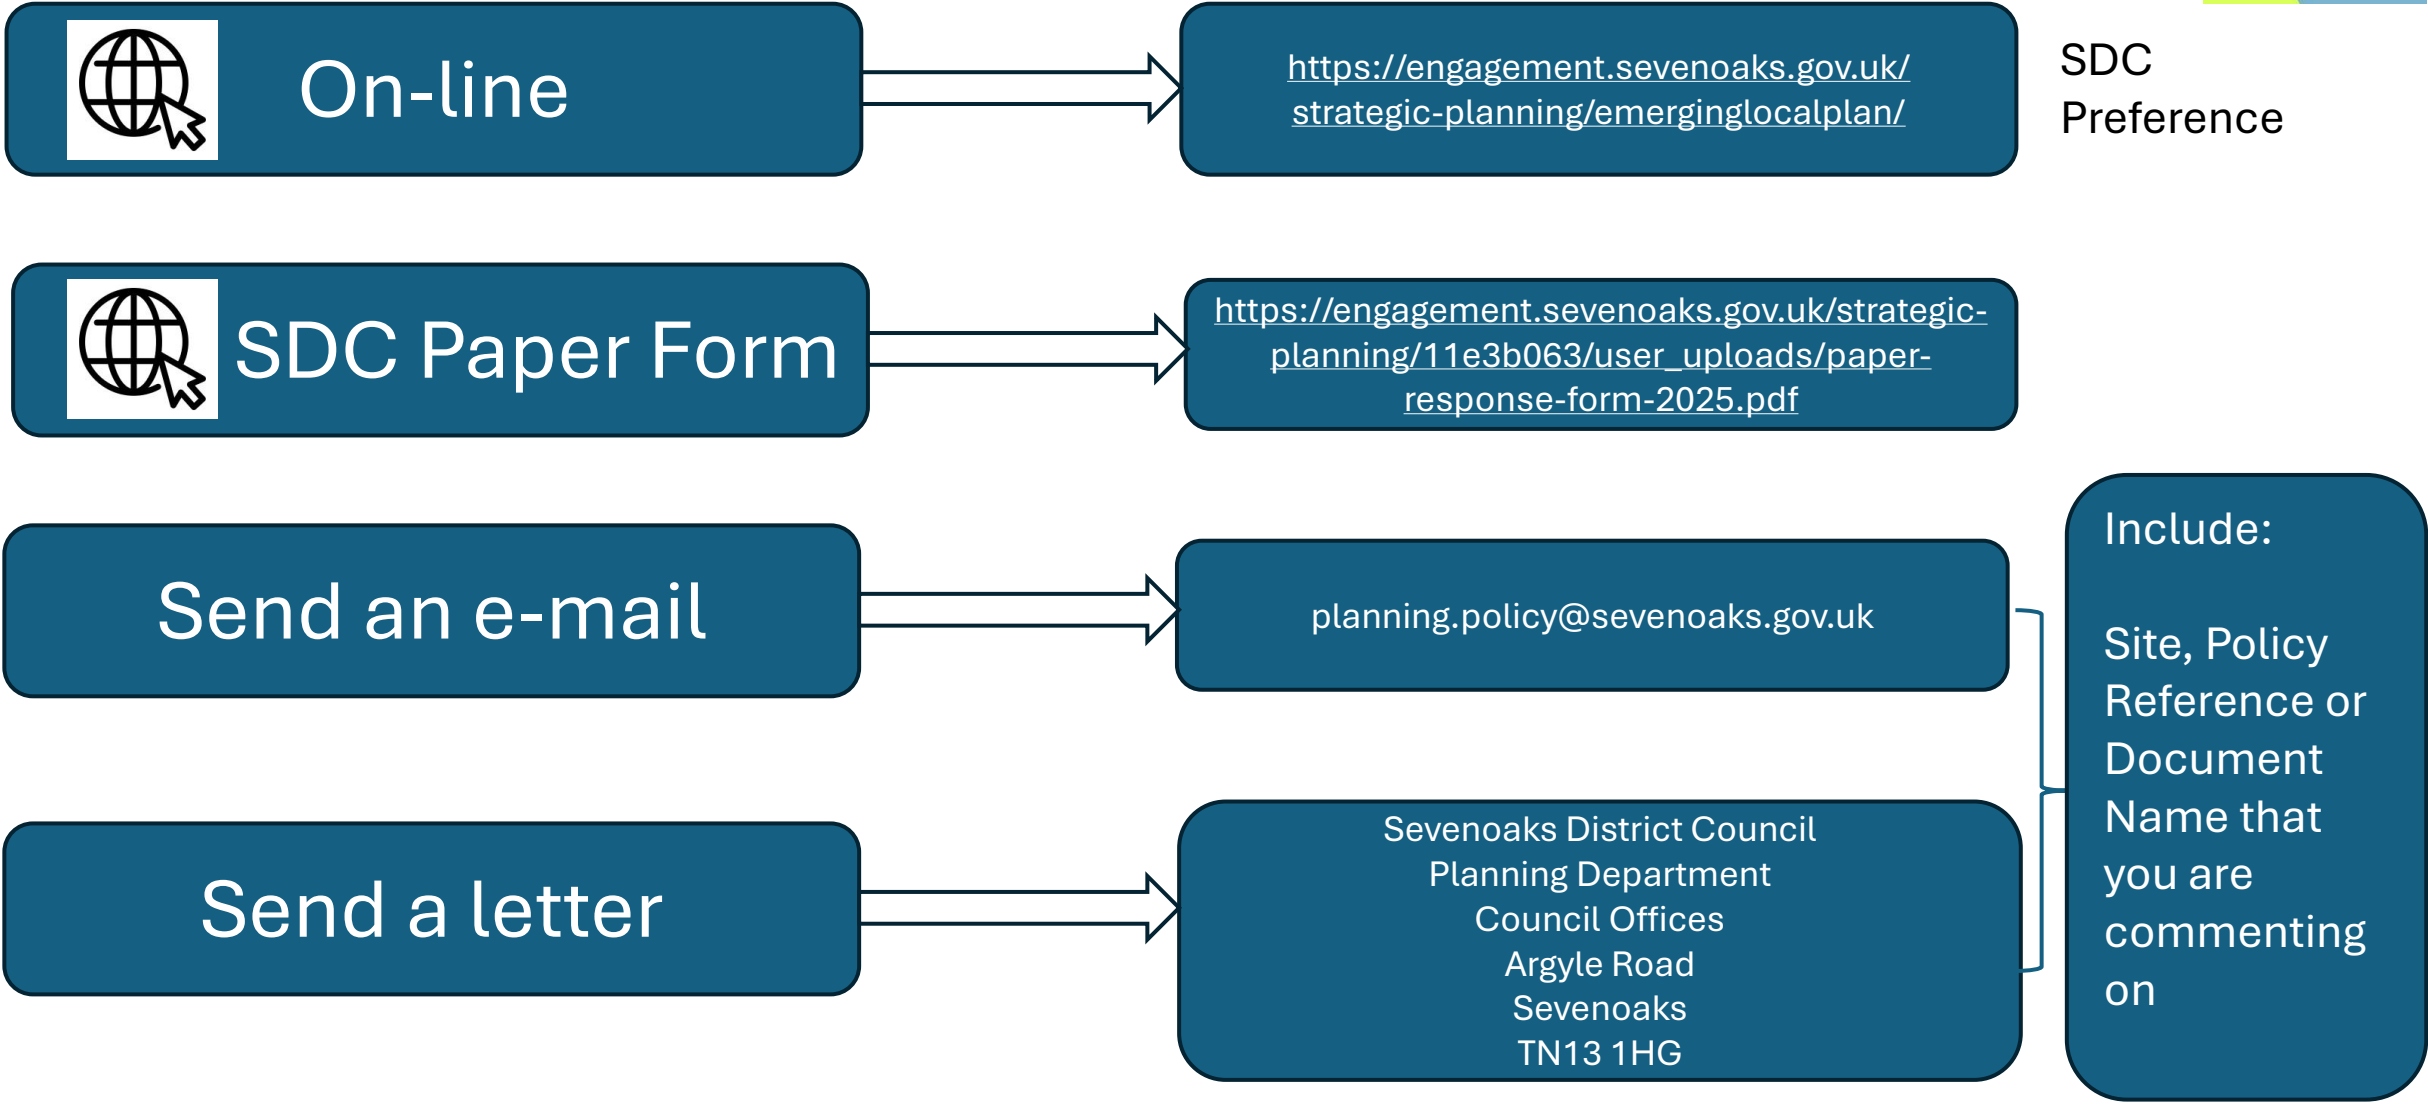 On-line
https://engagement.sevenoaks.gov.uk/
strategic-planning/emerginglocalplan/
SDC
Preference
SDC Paper Form
https://engagement.sevenoaks.gov.uk/strategic-
planning/11e3b063/user_uploads/paper-
response-form-2025.pdf
Send an e-mail
planning.policy@sevenoaks.gov.uk
Send a letter
Sevenoaks District Council
Planning Department
Council Offices
Argyle Road
Sevenoaks
TN13 1HG
Include:
Site, Policy
Reference or
Document
Name that
you are
commenting
on